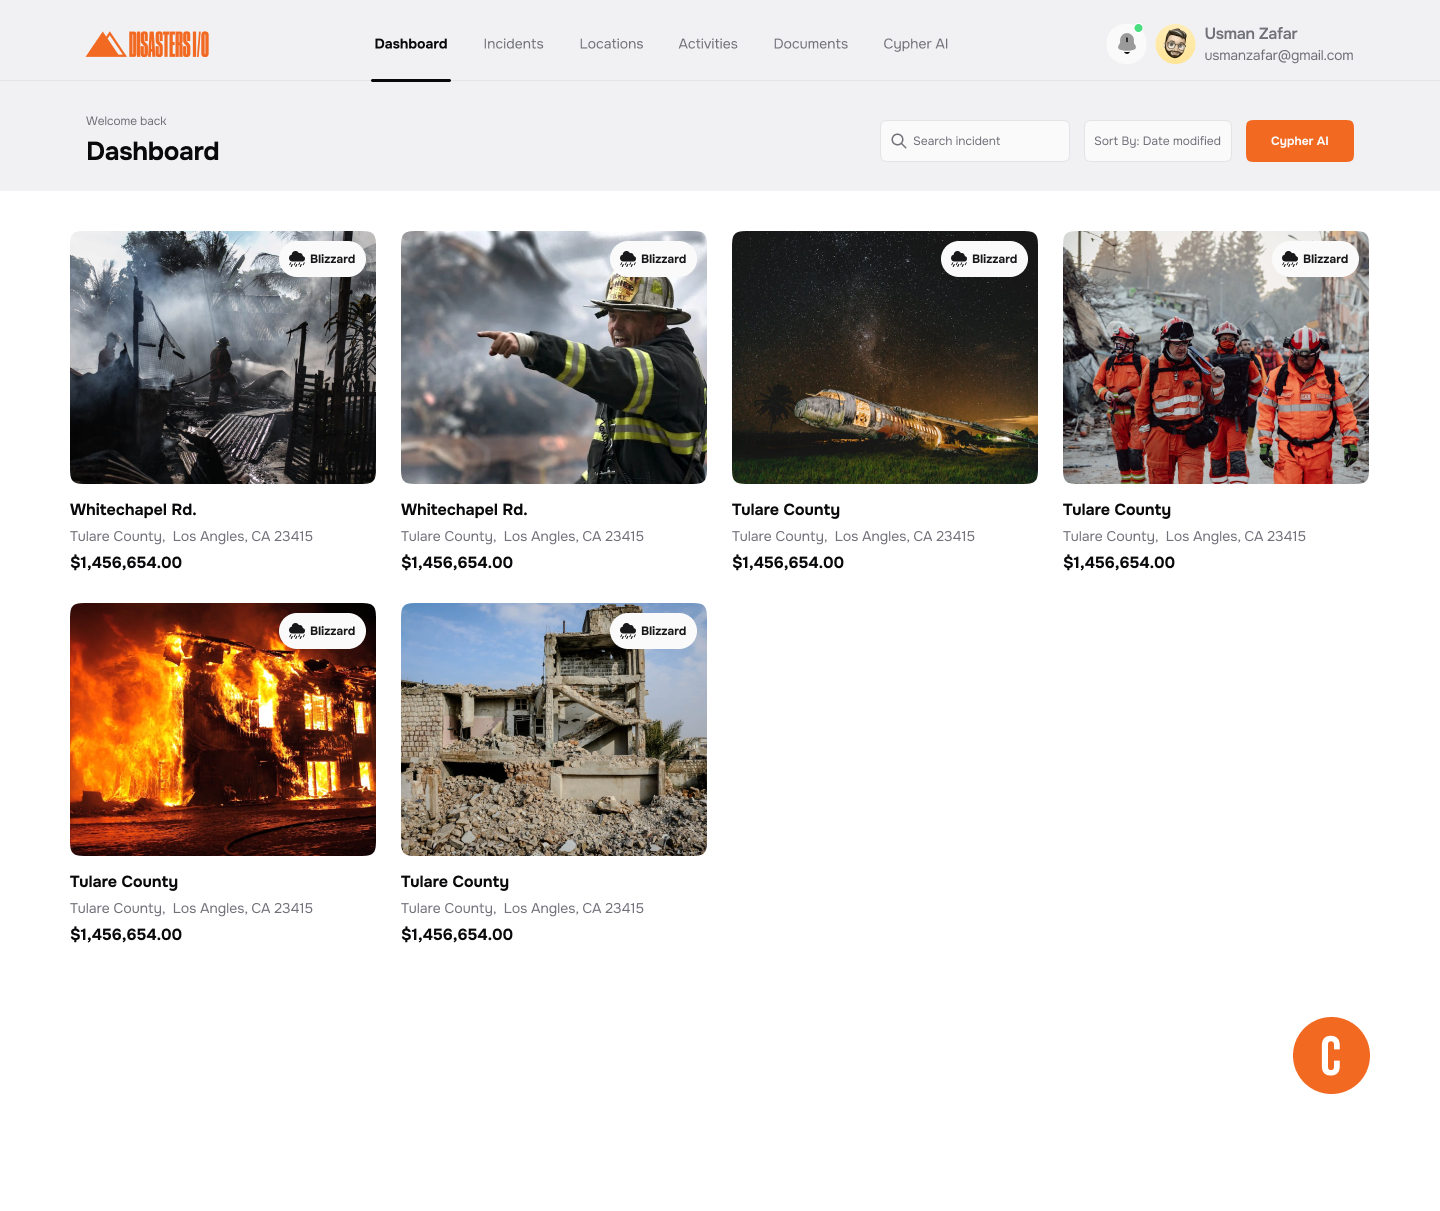 DISASTERS I/O
Dashboard
Incidents
Locations
Activities
Documents
Cypher AI
Usman Zafar
usmanzafar@gmail.com
Welcome back
Dashboard
Search incident
Sort By: Date modified
Cypher AI
Blizzard
Blizzard
Blizzard
Blizzard
Whitechapel Rd.
Tulare County,  Los Angles, CA 23415
$1,456,654.00
Whitechapel Rd.
Tulare County,  Los Angles, CA 23415
$1,456,654.00
Tulare County
Tulare County,  Los Angles, CA 23415
$1,456,654.00
Tulare County
Tulare County,  Los Angles, CA 23415
$1,456,654.00
Blizzard
Blizzard
Tulare County
Tulare County,  Los Angles, CA 23415
$1,456,654.00
Tulare County
Tulare County,  Los Angles, CA 23415
$1,456,654.00
C